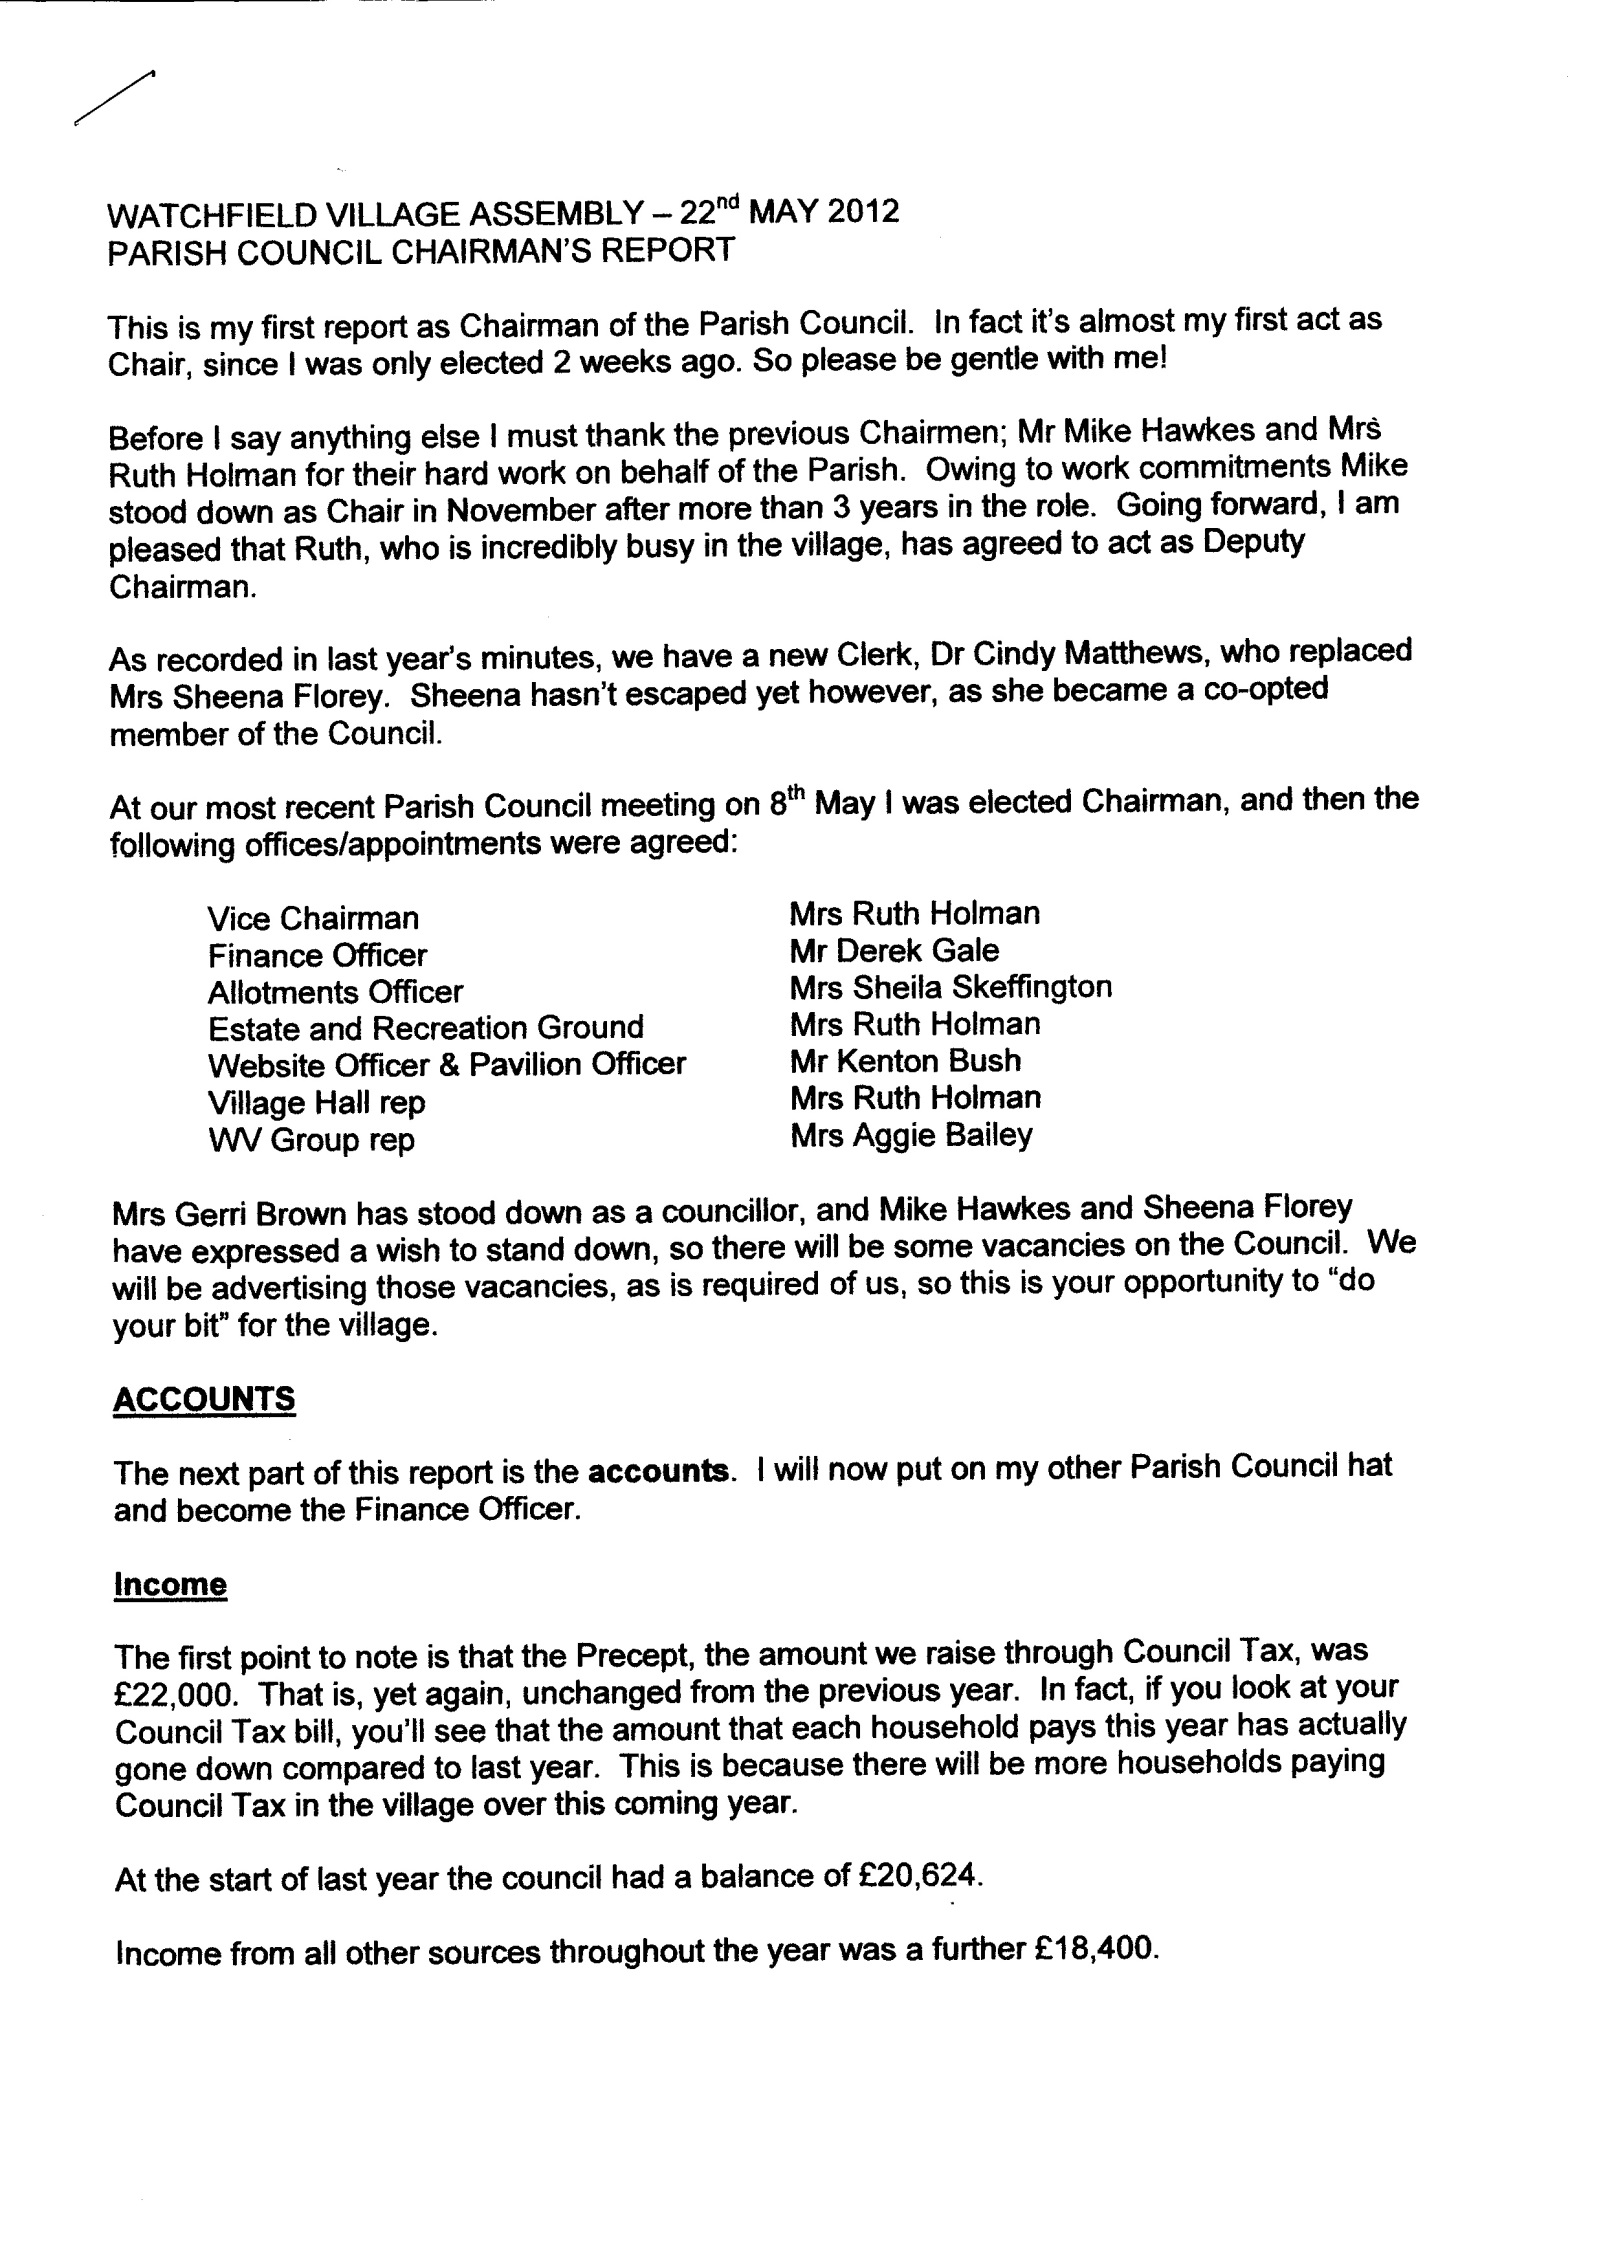 WATCHFIELD VILLAGE ASSEMBLY – 22nd MAY 2012
PARISH COUNCIL CHAIRMAN'S REPORT
This is my first report as Chairman of the Parish Council. In fact it's almost my first act as
Chair, since I was only elected 2 weeks ago. So please be gentle with me!
Before I say anything else I must thank the previous Chairmen; Mr Mike Hawkes and Mrs
Ruth Holman for their hard work on behalf of the Parish. Owing to work commitments Mike
stood down as Chair in November after more than 3 years in the role. Going forward, I am
pleased that Ruth, who is incredibly busy in the village, has agreed to act as Deputy
Chairman.
As recorded in last year's minutes, we have a new Clerk, Dr Cindy Matthews, who replaced
Mrs Sheena Florey. Sheena hasn't escaped yet however, as she became a co-opted
member of the Council.
At our most recent Parish Council meeting on 8th May I was elected Chairman, and then the
following offices/appointments were agreed:
Vice Chairman Mrs Ruth Holman
Finance Officer Mr Derek Gale
Allotments Officer Mrs Sheila Skeffington
Estate and Recreation Ground Mrs Ruth Holman
Website Officer & Pavilion Officer Mr Kenton Bush
Village Hall rep Mrs Ruth Holman
WV Group rep Mrs Aggie Bailey
Mrs Gerri Brown has stood down as a councillor, and Mike Hawkes and Sheena Florey
have expressed a wish to stand down, so there will be some vacancies on the Council. We
will be advertising those vacancies, as is required of us, so this is your opportunity to "do
your bit" for the village.
ACCOUNTS
The next part of this report is the accounts. I will now put on my other Parish Council hat
and become the Finance Officer.
Income
The first point to note is that the Precept, the amount we raise through Council Tax, was
£22,000. That is, yet again, unchanged from the previous year. In fact, if you look at your
Council Tax bill, you'll see that the amount that each household pays this year has actually
gone down compared to last year. This is because there will be more households paying
Council Tax in the village over this coming year.
At the start of last year the council had a balance of £20,624.
Income from all other sources throughout the year was a further £18,400.